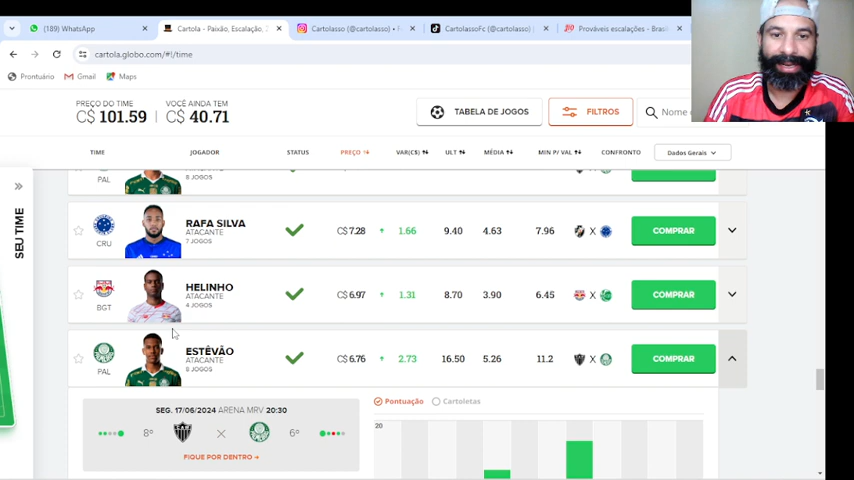 (189) WhatsApp
Cartola - Paixão, Escalação,
Cartolasso (@cartolasso) •
CartolassoFc (@cartolasso) |
Prováveis escalações - Brasil
cartola.globo.com/#!/time
Prontuário
Gmail
Maps
PREÇO DO TIME
C$ 101.59
VOCÊ AINDA TEM
C$ 40.71
TABELA DE JOGOS
FILTROS
Nome
TIME JOGADOR STATUS PREÇO VAR(C$) ULT MÉDIA MIN P/ VAL CONFRONTO Dados Gerais
SEU TIME
PAL 8 JOGOS
RAFA SILVA
CRU ATACANTE C$ 7.28 1.66 9.40 4.63 7.96 X COMPRAR
7 JOGOS
HELINHO
BGT ATACANTE C$ 6.97 1.31 8.70 3.90 6.45 X COMPRAR
4 JOGOS
ESTÊVÃO
PAL ATACANTE C$ 6.76 2.73 16.50 5.26 11.2 X COMPRAR
8 JOGOS
SEG. 17/06/2024 ARENA MRV 20:30
8º X 6º
FIQUE POR DENTRO
Pontuação Cartoletas
20